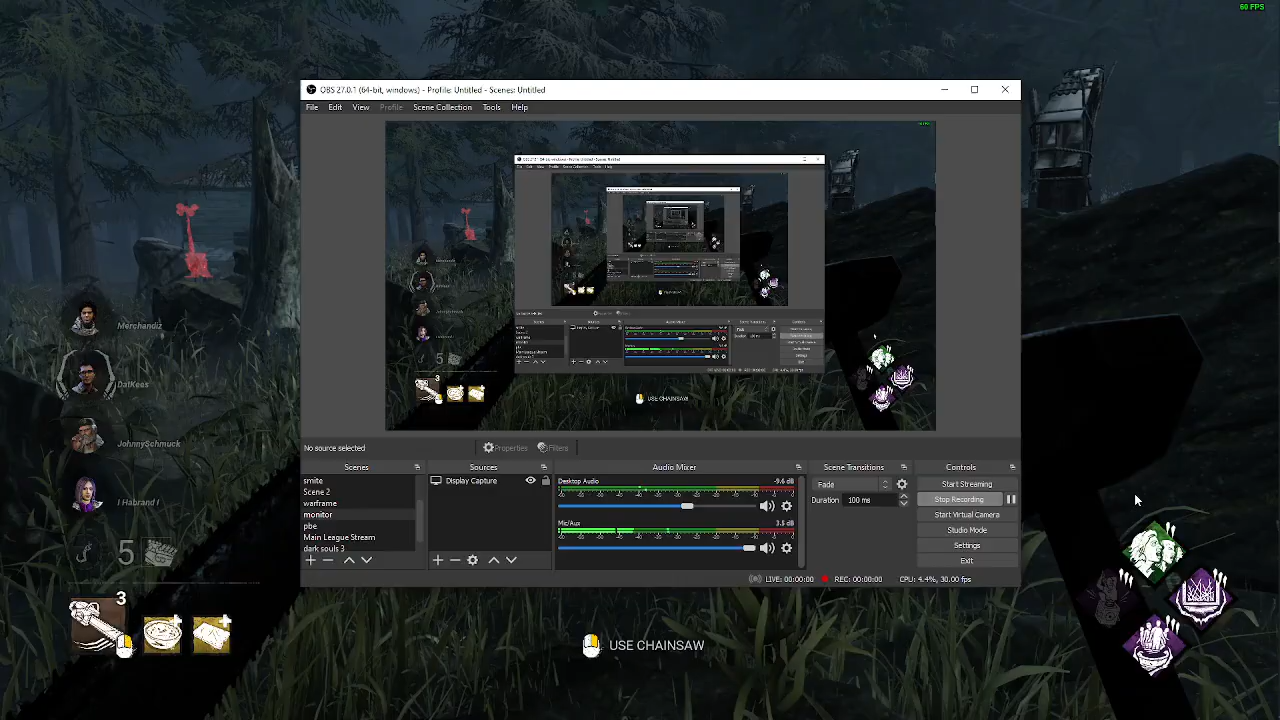 60 FPS
OBS 27.0.1 (64-bit, windows) - Profile: Untitled - Scenes: Untitled
File Edit View Profile Scene Collection Tools Help
Merchandiz
DatKees
JohnnySchmuck
I Habrand I
USE CHAINSAW
No source selected
Properties
Filters
Scenes
Sources
Audio Mixer
Scene Transitions
Controls
smite
Scene 2
warframe
monitor
pbe
Main League Stream
dark souls 3
Display Capture
Desktop Audio
-9.6 dB
Mic/Aux
3.5 dB
Fade
Duration 100 ms
Start Streaming
Stop Recording
Start Virtual Camera
Studio Mode
Settings
Exit
LIVE: 00:00:00
REC: 00:00:00
CPU: 4.4%, 30.00 fps
5
3
USE CHAINSAW